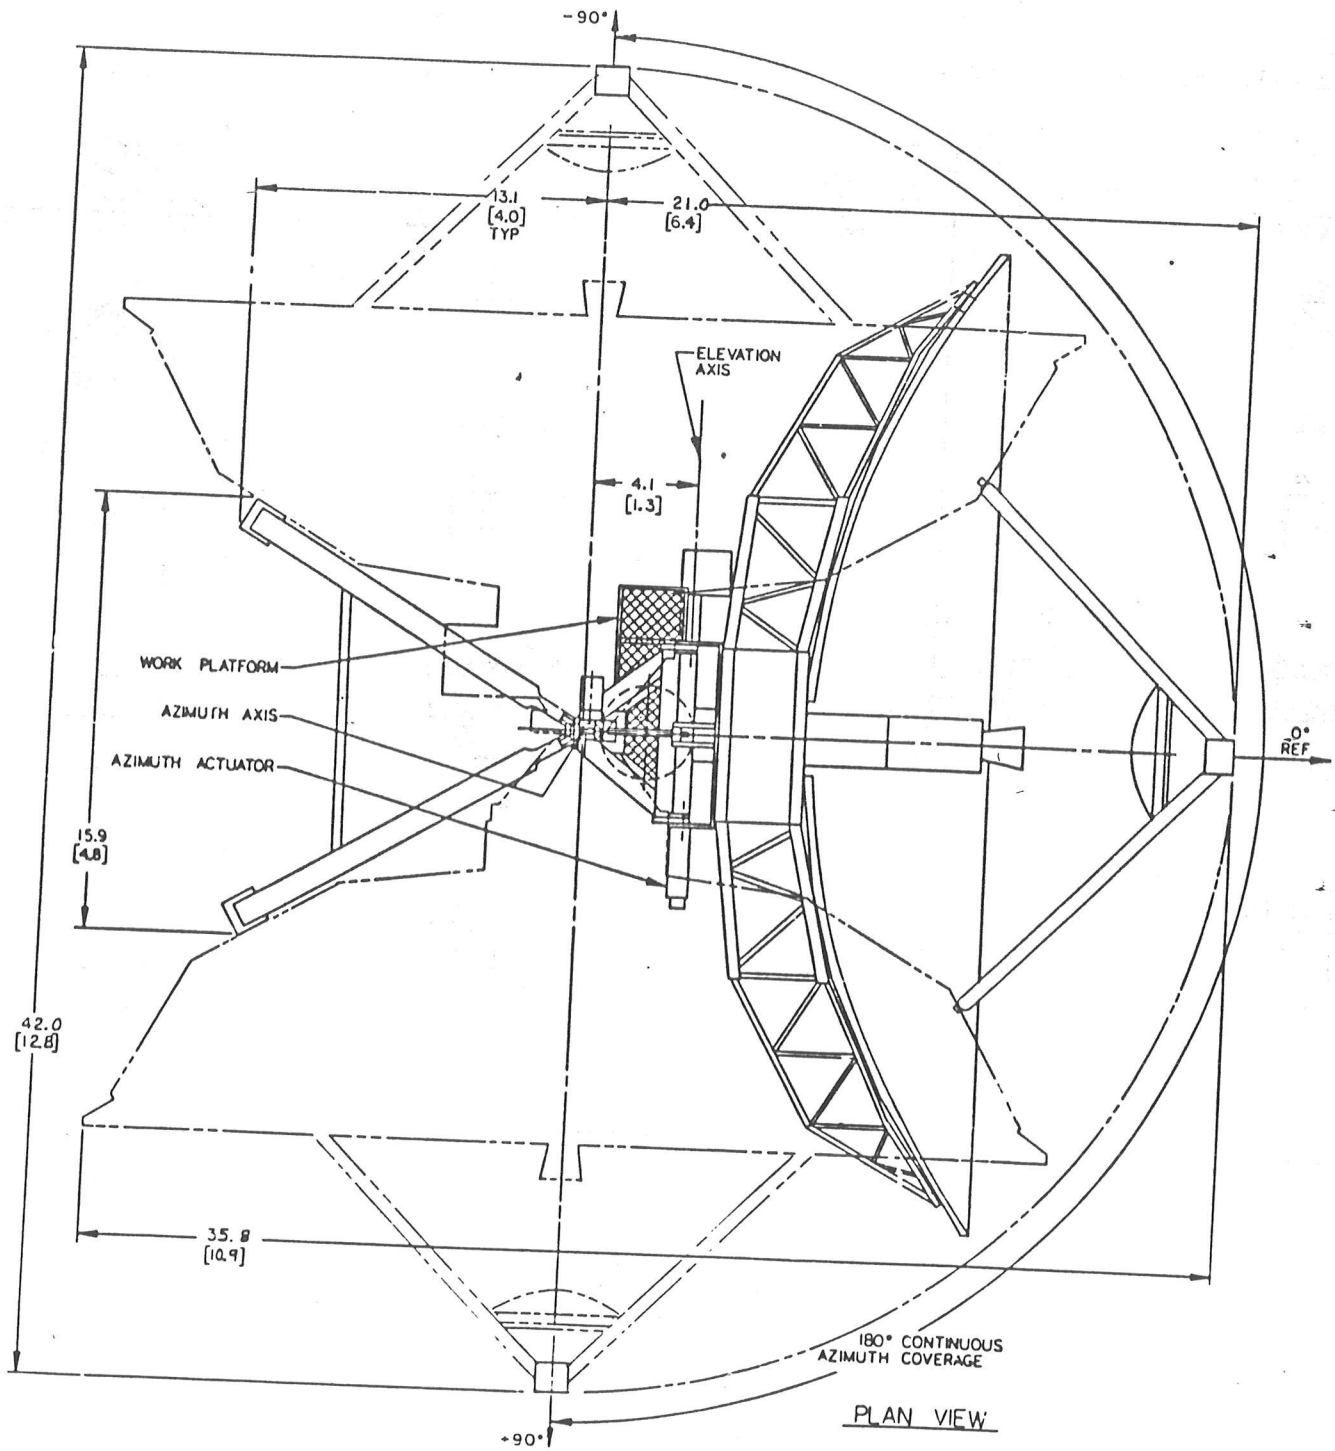 -90°
13.1
[4.0]
TYP
21.0
[6.4]
ELEVATION
AXIS
4.1
[1.3]
WORK PLATFORM
AZIMUTH AXIS
AZIMUTH ACTUATOR
0°
REF
15.9
[4.8]
42.0
[12.8]
35.8
[10.9]
180° CONTINUOUS
AZIMUTH COVERAGE
PLAN VIEW
+90°